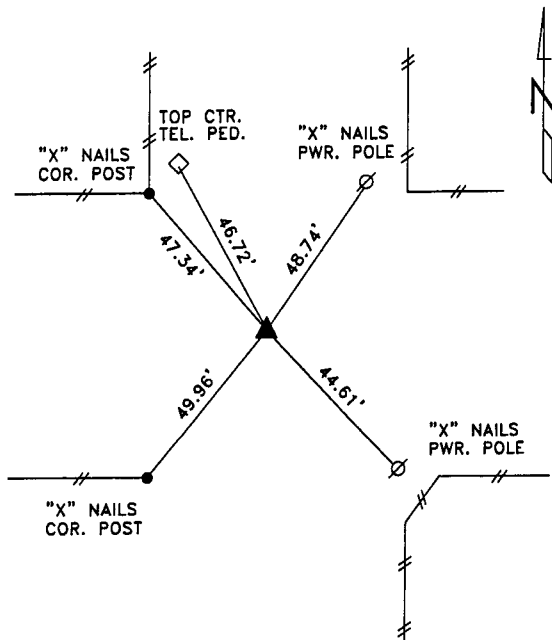 TOP CTR.
TEL. PED.
"X" NAILS
PWR. POLE
"X" NAILS
COR. POST
N
47.34'
46.72'
48.74'
49.96'
44.61'
"X" NAILS
PWR. POLE
"X" NAILS
COR. POST